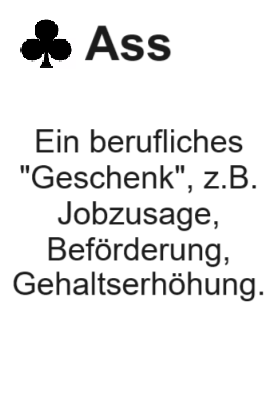 ♣ Ass
Ein berufliches
"Geschenk", z.B.
Jobzusage,
Beförderung,
Gehaltserhöhung.